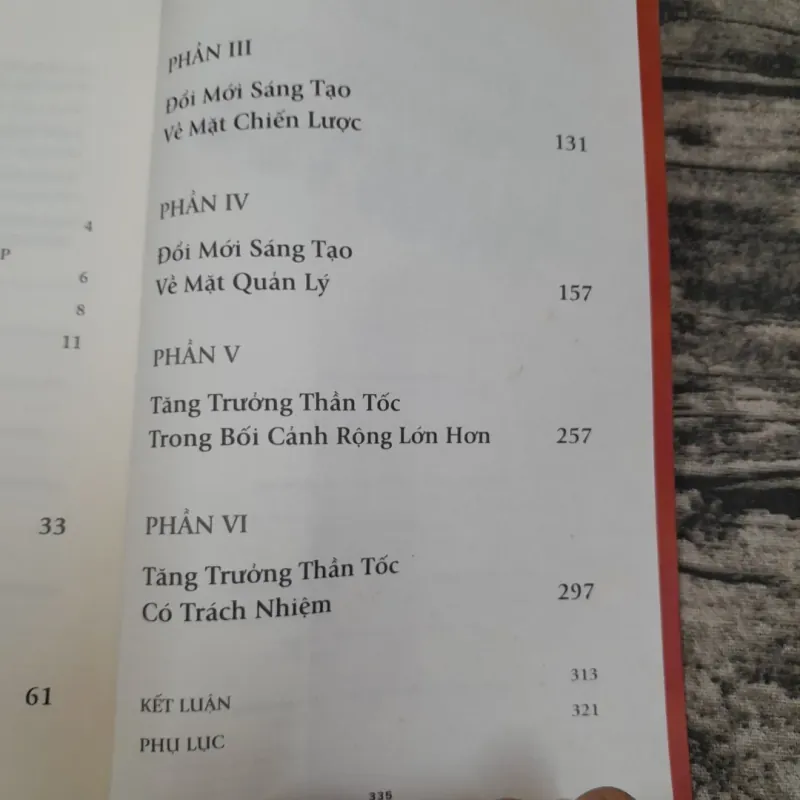 4
P
6
8
11
33
61
PHẦN III
Đổi Mới Sáng Tạo
Về Mặt Chiến Lược 131
PHẦN IV
Đổi Mới Sáng Tạo
Về Mặt Quản Lý 157
PHẦN V
Tăng Trưởng Thần Tốc
Trong Bối Cảnh Rộng Lớn Hơn 257
PHẦN VI
Tăng Trưởng Thần Tốc
Có Trách Nhiệm 297
KẾT LUẬN 313
PHỤ LỤC 321
335